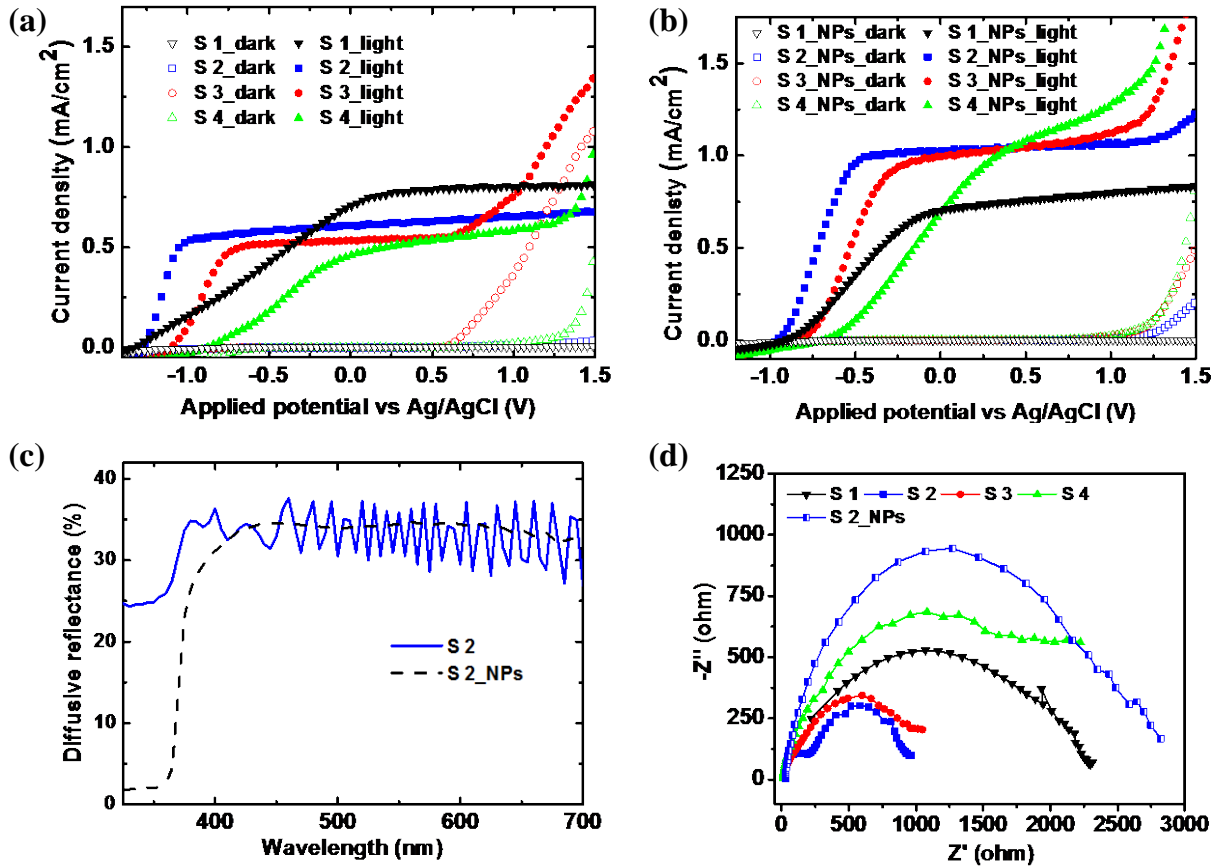 (a)
S 1_dark
S 1_light
S 2_dark
S 2_light
S 3_dark
S 3_light
S 4_dark
S 4_light
1.5
1.0
0.5
0.0
Current density (mA/cm²)
-1.0
-0.5
0.0
0.5
1.0
1.5
Applied potential vs Ag/AgCl (V)
(b)
S 1_NPs_dark
S 1_NPs_light
S 2_NPs_dark
S 2_NPs_light
S 3_NPs_dark
S 3_NPs_light
S 4_NPs_dark
S 4_NPs_light
1.5
1.0
0.5
0.0
Current denisty (mA/cm²)
-1.0
-0.5
0.0
0.5
1.0
1.5
Applied potential vs Ag/AgCl (V)
(c)
40
30
20
10
0
Diffusive reflectance (%)
S 2
S 2_NPs
400
500
600
700
Wavelength (nm)
(d)
S 1
S 2
S 3
S 4
S 2_NPs
1250
1000
750
500
250
0
-Z'' (ohm)
0
500
1000
1500
2000
2500
3000
Z' (ohm)